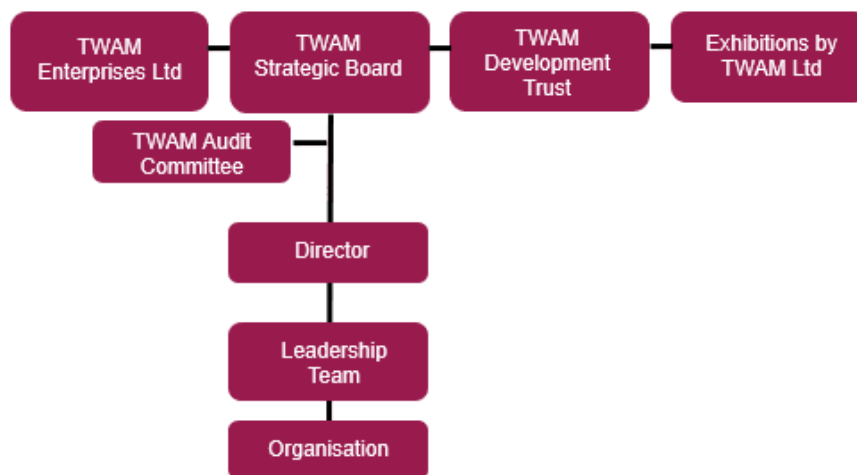 TWAM
Enterprises Ltd
TWAM
Strategic Board
TWAM
Development
Trust
Exhibitions by
TWAM Ltd
TWAM Audit
Committee
Director
Leadership
Team
Organisation